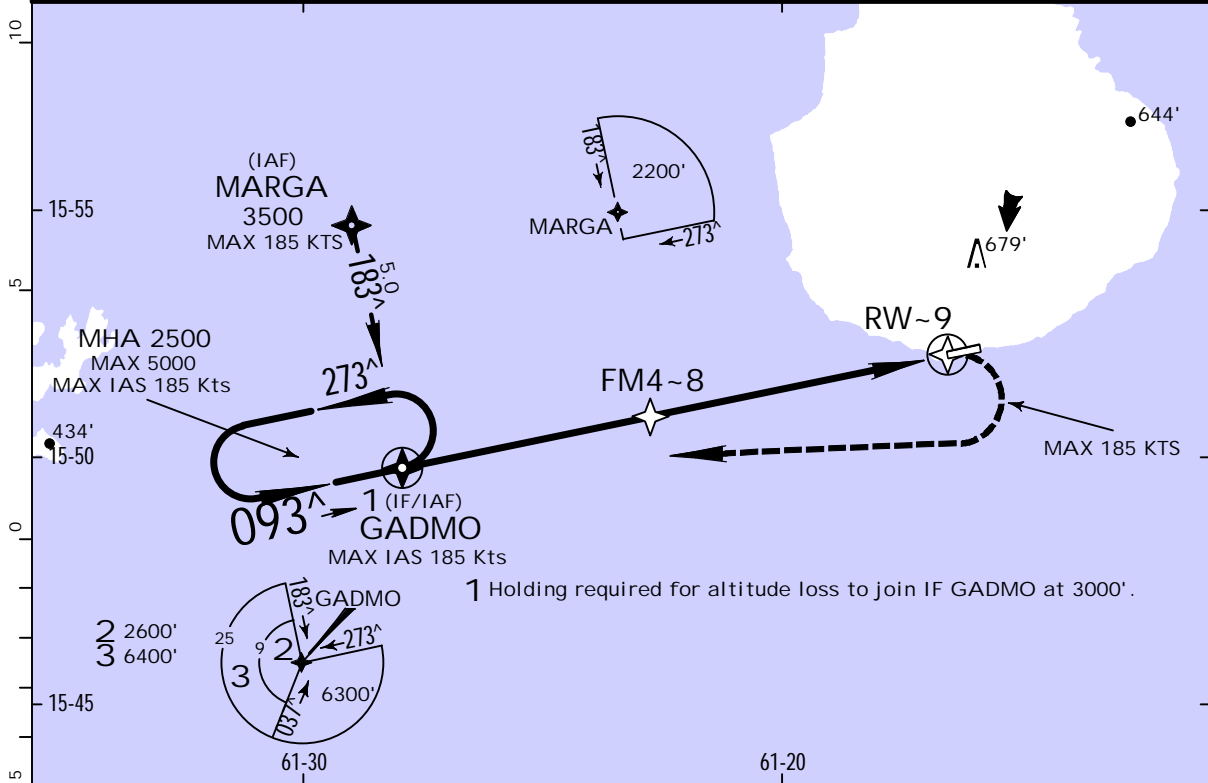 10
644'
(IAF)
MARGA
3500
MAX 185 KTS
183^
2200'
MARGA
273^
15-55
5.0
183^
679'
5
RW~9
MHA 2500
MAX 5000
MAX IAS 185 Kts
273^
FM4~8
434'
MAX 185 KTS
15-50
093^
1 (IF/IAF)
GADMO
MAX IAS 185 Kts
0
1 Holding required for altitude loss to join IF GADMO at 3000'.
183^
GADMO
2 2600'
3 6400'
25
9
2
273^
3
6300'
037^
15-45
61-30
61-20
5